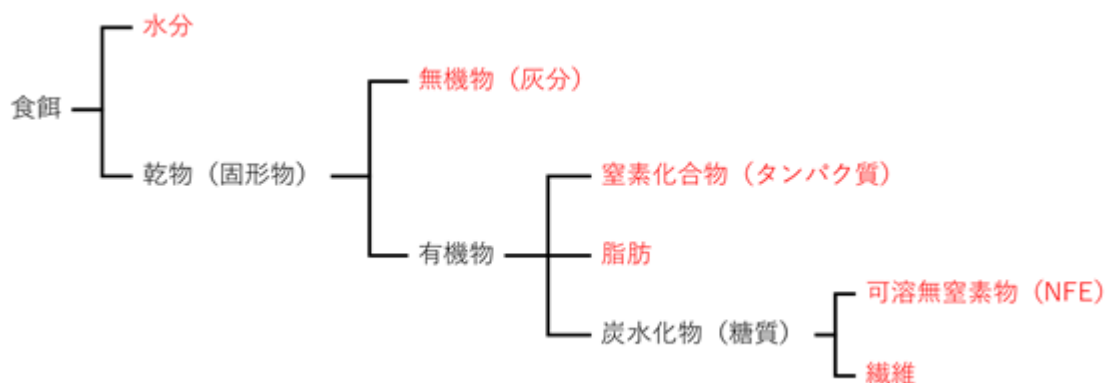 水分
無機物（灰分）
食餌
乾物（固形物）
窒素化合物（タンパク質）
有機物
脂肪
可溶無窒素物（NFE）
炭水化物（糖質）
繊維